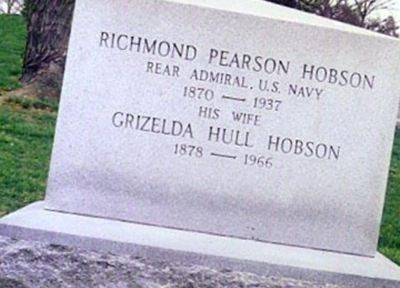 RICHMOND PEARSON HOBSON
REAR ADMIRAL, U.S. NAVY
1870 — 1937
HIS WIFE
GRIZELDA HULL HOBSON
1878 — 1966